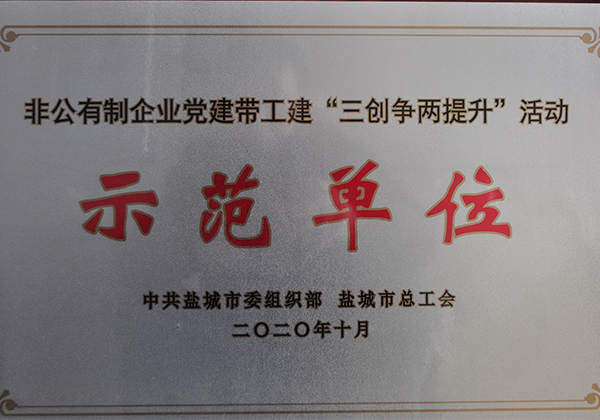 非公有制企业党建带工建“三创争两提升”活动
示范单位
中共盐城市委组织部 盐城市总工会
二〇二〇年十月